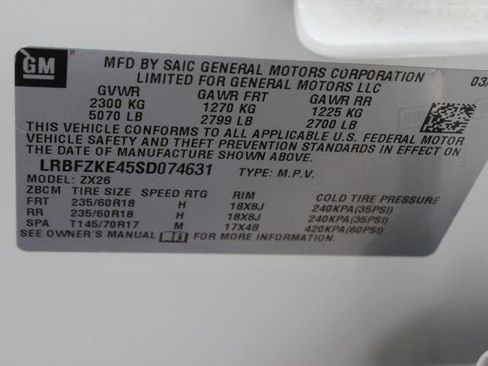 GM
MFD BY SAIC GENERAL MOTORS CORPORATION
LIMITED FOR GENERAL MOTORS LLC
03/
GVWR GAWR FRT GAWR RR
2300 KG 1270 KG 1225 KG
5070 LB 2799 LB 2700 LB
THIS VEHICLE CONFORMS TO ALL APPLICABLE U.S. FEDERAL MOTOR
VEHICLE SAFETY, BUMPER, AND THEFT PREVENTION STANDARDS IN EFFECT ON
THE DATE OF MANUFACTURE SHOWN ABOVE.
LRBFZKE45SD074631 TYPE: M.P.V.
MODEL: ZX26
ZBCM TIRE SIZE SPEED RTG RIM COLD TIRE PRESSURE
FRT 235/60R18 H 18X8J 240KPA(35PSI)
RR 235/60R18 H 18X8J 240KPA(35PSI)
SPA T145/70R17 M 17X4B 420KPA(60PSI)
SEE OWNER'S MANUAL FOR MORE INFORMATION.